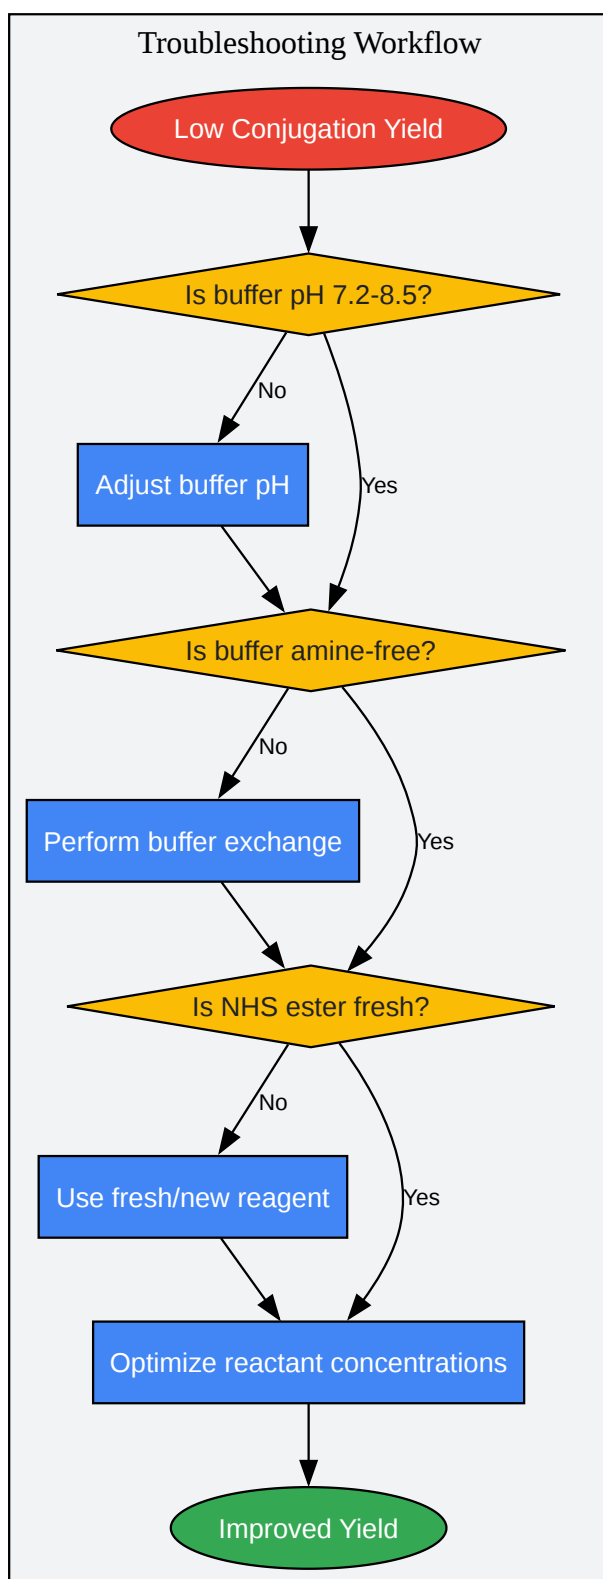 Troubleshooting Workflow
Low Conjugation Yield
Is buffer pH 7.2-8.5?
No
Adjust buffer pH
Yes
Is buffer amine-free?
No
Perform buffer exchange
Yes
Is NHS ester fresh?
No
Use fresh/new reagent
Yes
Optimize reactant concentrations
Improved Yield